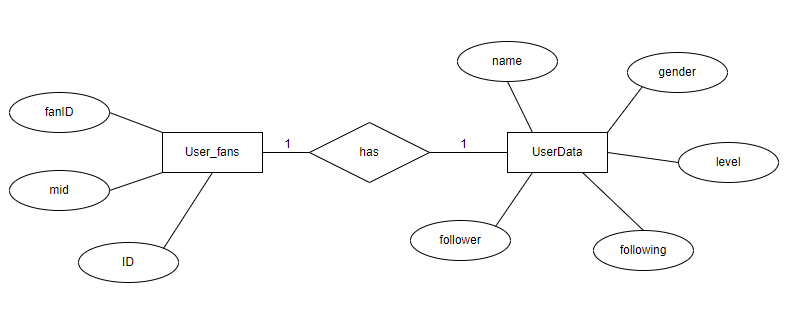 name
gender
fanID
1
1
User_fans
has
UserData
level
mid
follower
following
ID